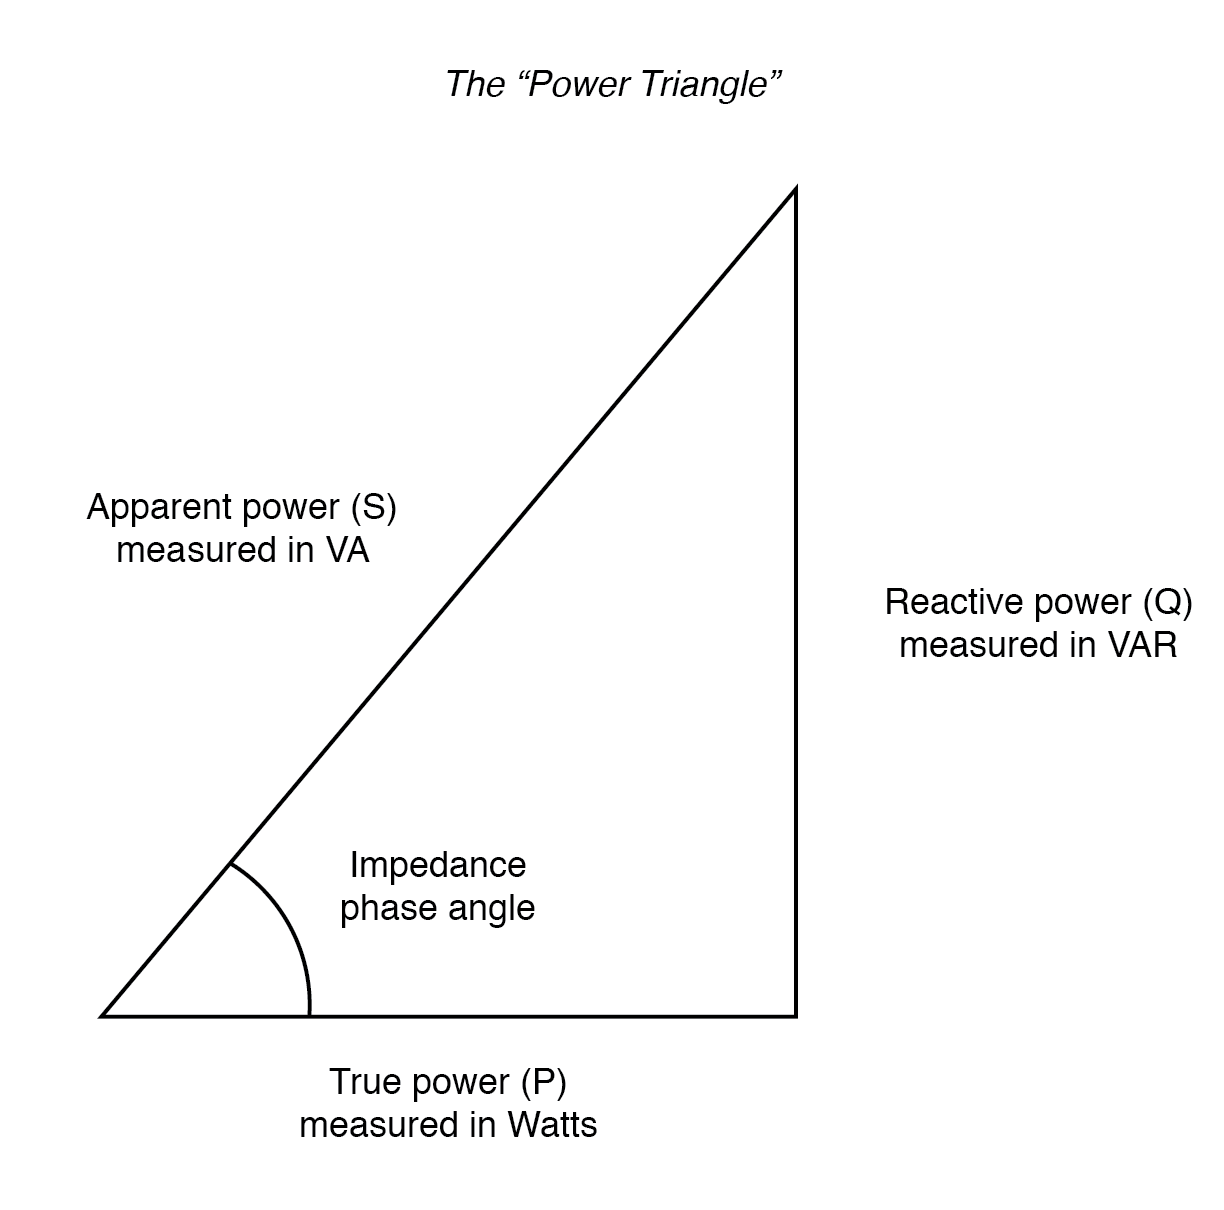 The “Power Triangle”
Apparent power (S)
measured in VA
Reactive power (Q)
measured in VAR
Impedance
phase angle
True power (P)
measured in Watts